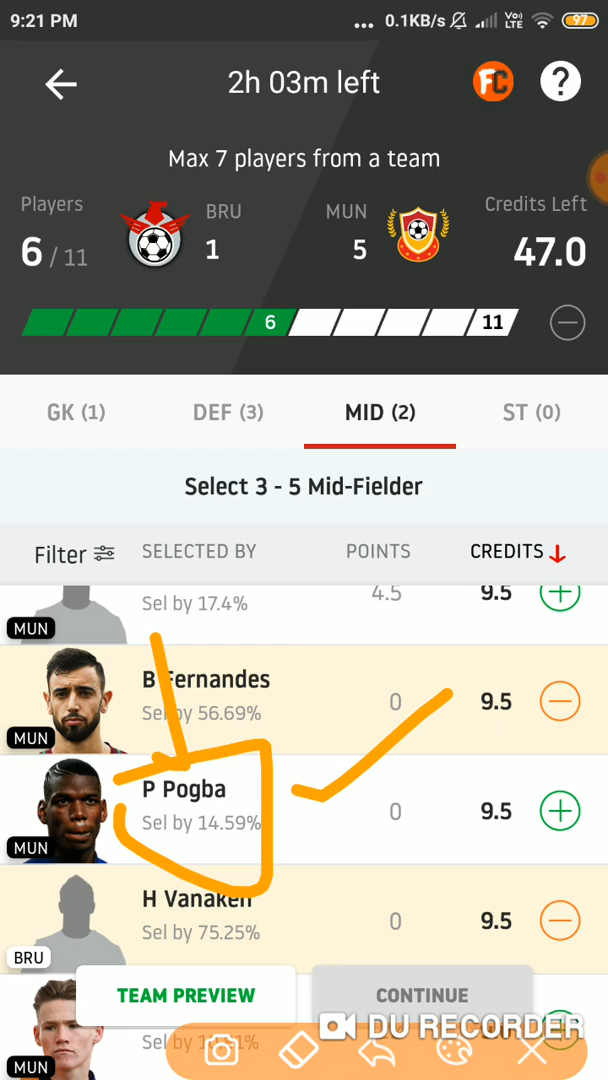 9:21 PM ... 0.1KB/s Vo) LTE 97
2h 03m left FC ?
Max 7 players from a team
Players BRU MUN Credits Left
6 / 11 1 5 47.0
6 11
GK (1) DEF (3) MID (2) ST (0)
Select 3 - 5 Mid-Fielder
Filter SELECTED BY POINTS CREDITS
Sel by 17.4% 4.5 9.5
MUN
B Fernandes
Sel by 56.69% 0 9.5
MUN
P Pogba
Sel by 14.59% 0 9.5
MUN
H Vanaken
Sel by 75.25% 0 9.5
BRU
TEAM PREVIEW CONTINUE
DU RECORDER
Sel by
MUN